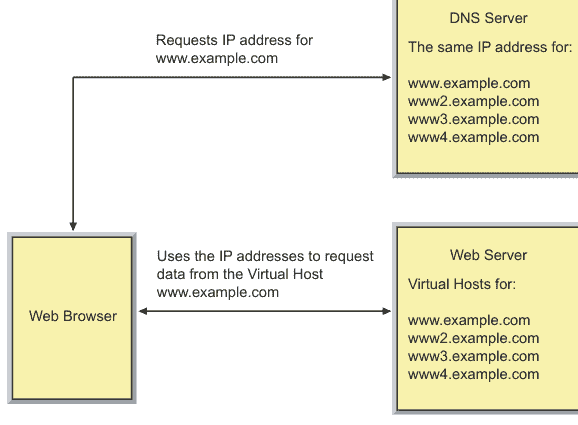 DNS Server
Requests IP address for
www.example.com
The same IP address for:
www.example.com
www2.example.com
www3.example.com
www4.example.com
Web Browser
Uses the IP addresses to request
data from the Virtual Host
www.example.com
Web Server
Virtual Hosts for:
www.example.com
www2.example.com
www3.example.com
www4.example.com